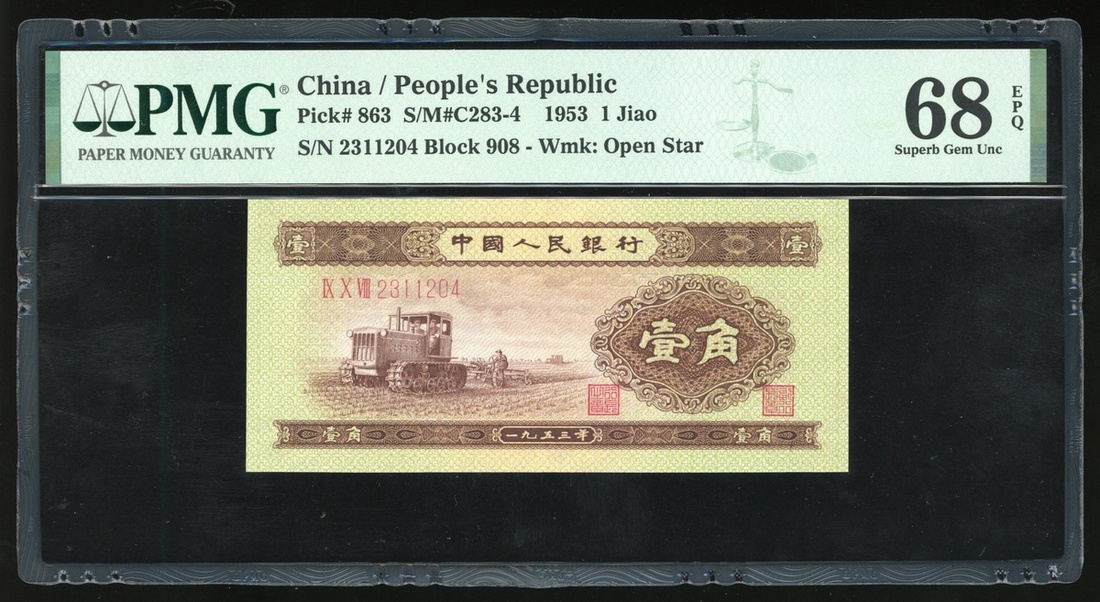 PMG®
PAPER MONEY GUARANTY
China / People's Republic
Pick# 863 S/M#C283-4 1953 1 Jiao
S/N 2311204 Block 908 - Wmk: Open Star
68 EPQ
Superb Gem Unc
壹 中國人民銀行 壹
IX X VIII 2311204
壹角
壹角 一九五三年 壹角